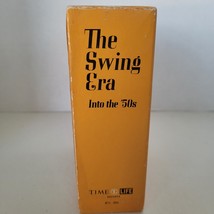 The
Swing
Era
Into the '50s
TIME LIFE